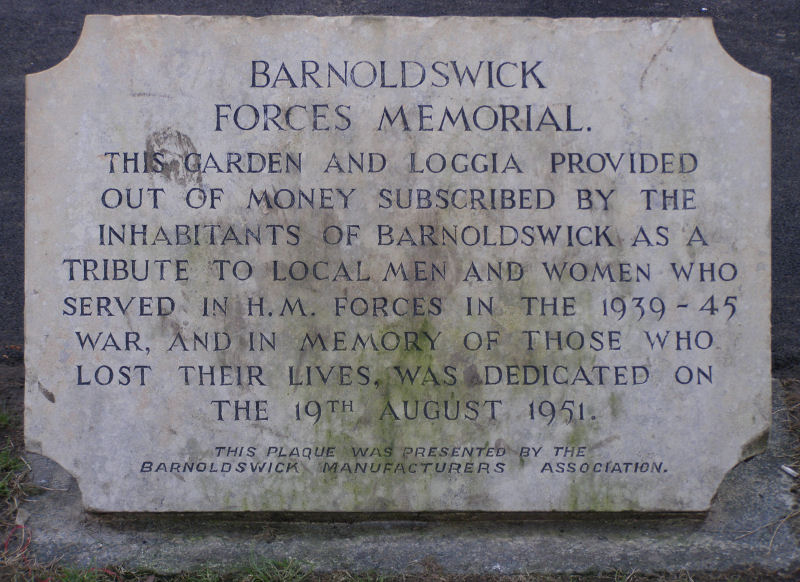 BARNOLDSWICK
FORCES MEMORIAL.
THIS GARDEN AND LOGGIA PROVIDED
OUT OF MONEY SUBSCRIBED BY THE
INHABITANTS OF BARNOLDSWICK AS A
TRIBUTE TO LOCAL MEN AND WOMEN WHO
SERVED IN H.M. FORCES IN THE 1939-45
WAR, AND IN MEMORY OF THOSE WHO
LOST THEIR LIVES, WAS DEDICATED ON
THE 19TH AUGUST 1951.
THIS PLAQUE WAS PRESENTED BY THE
BARNOLDSWICK MANUFACTURERS ASSOCIATION.